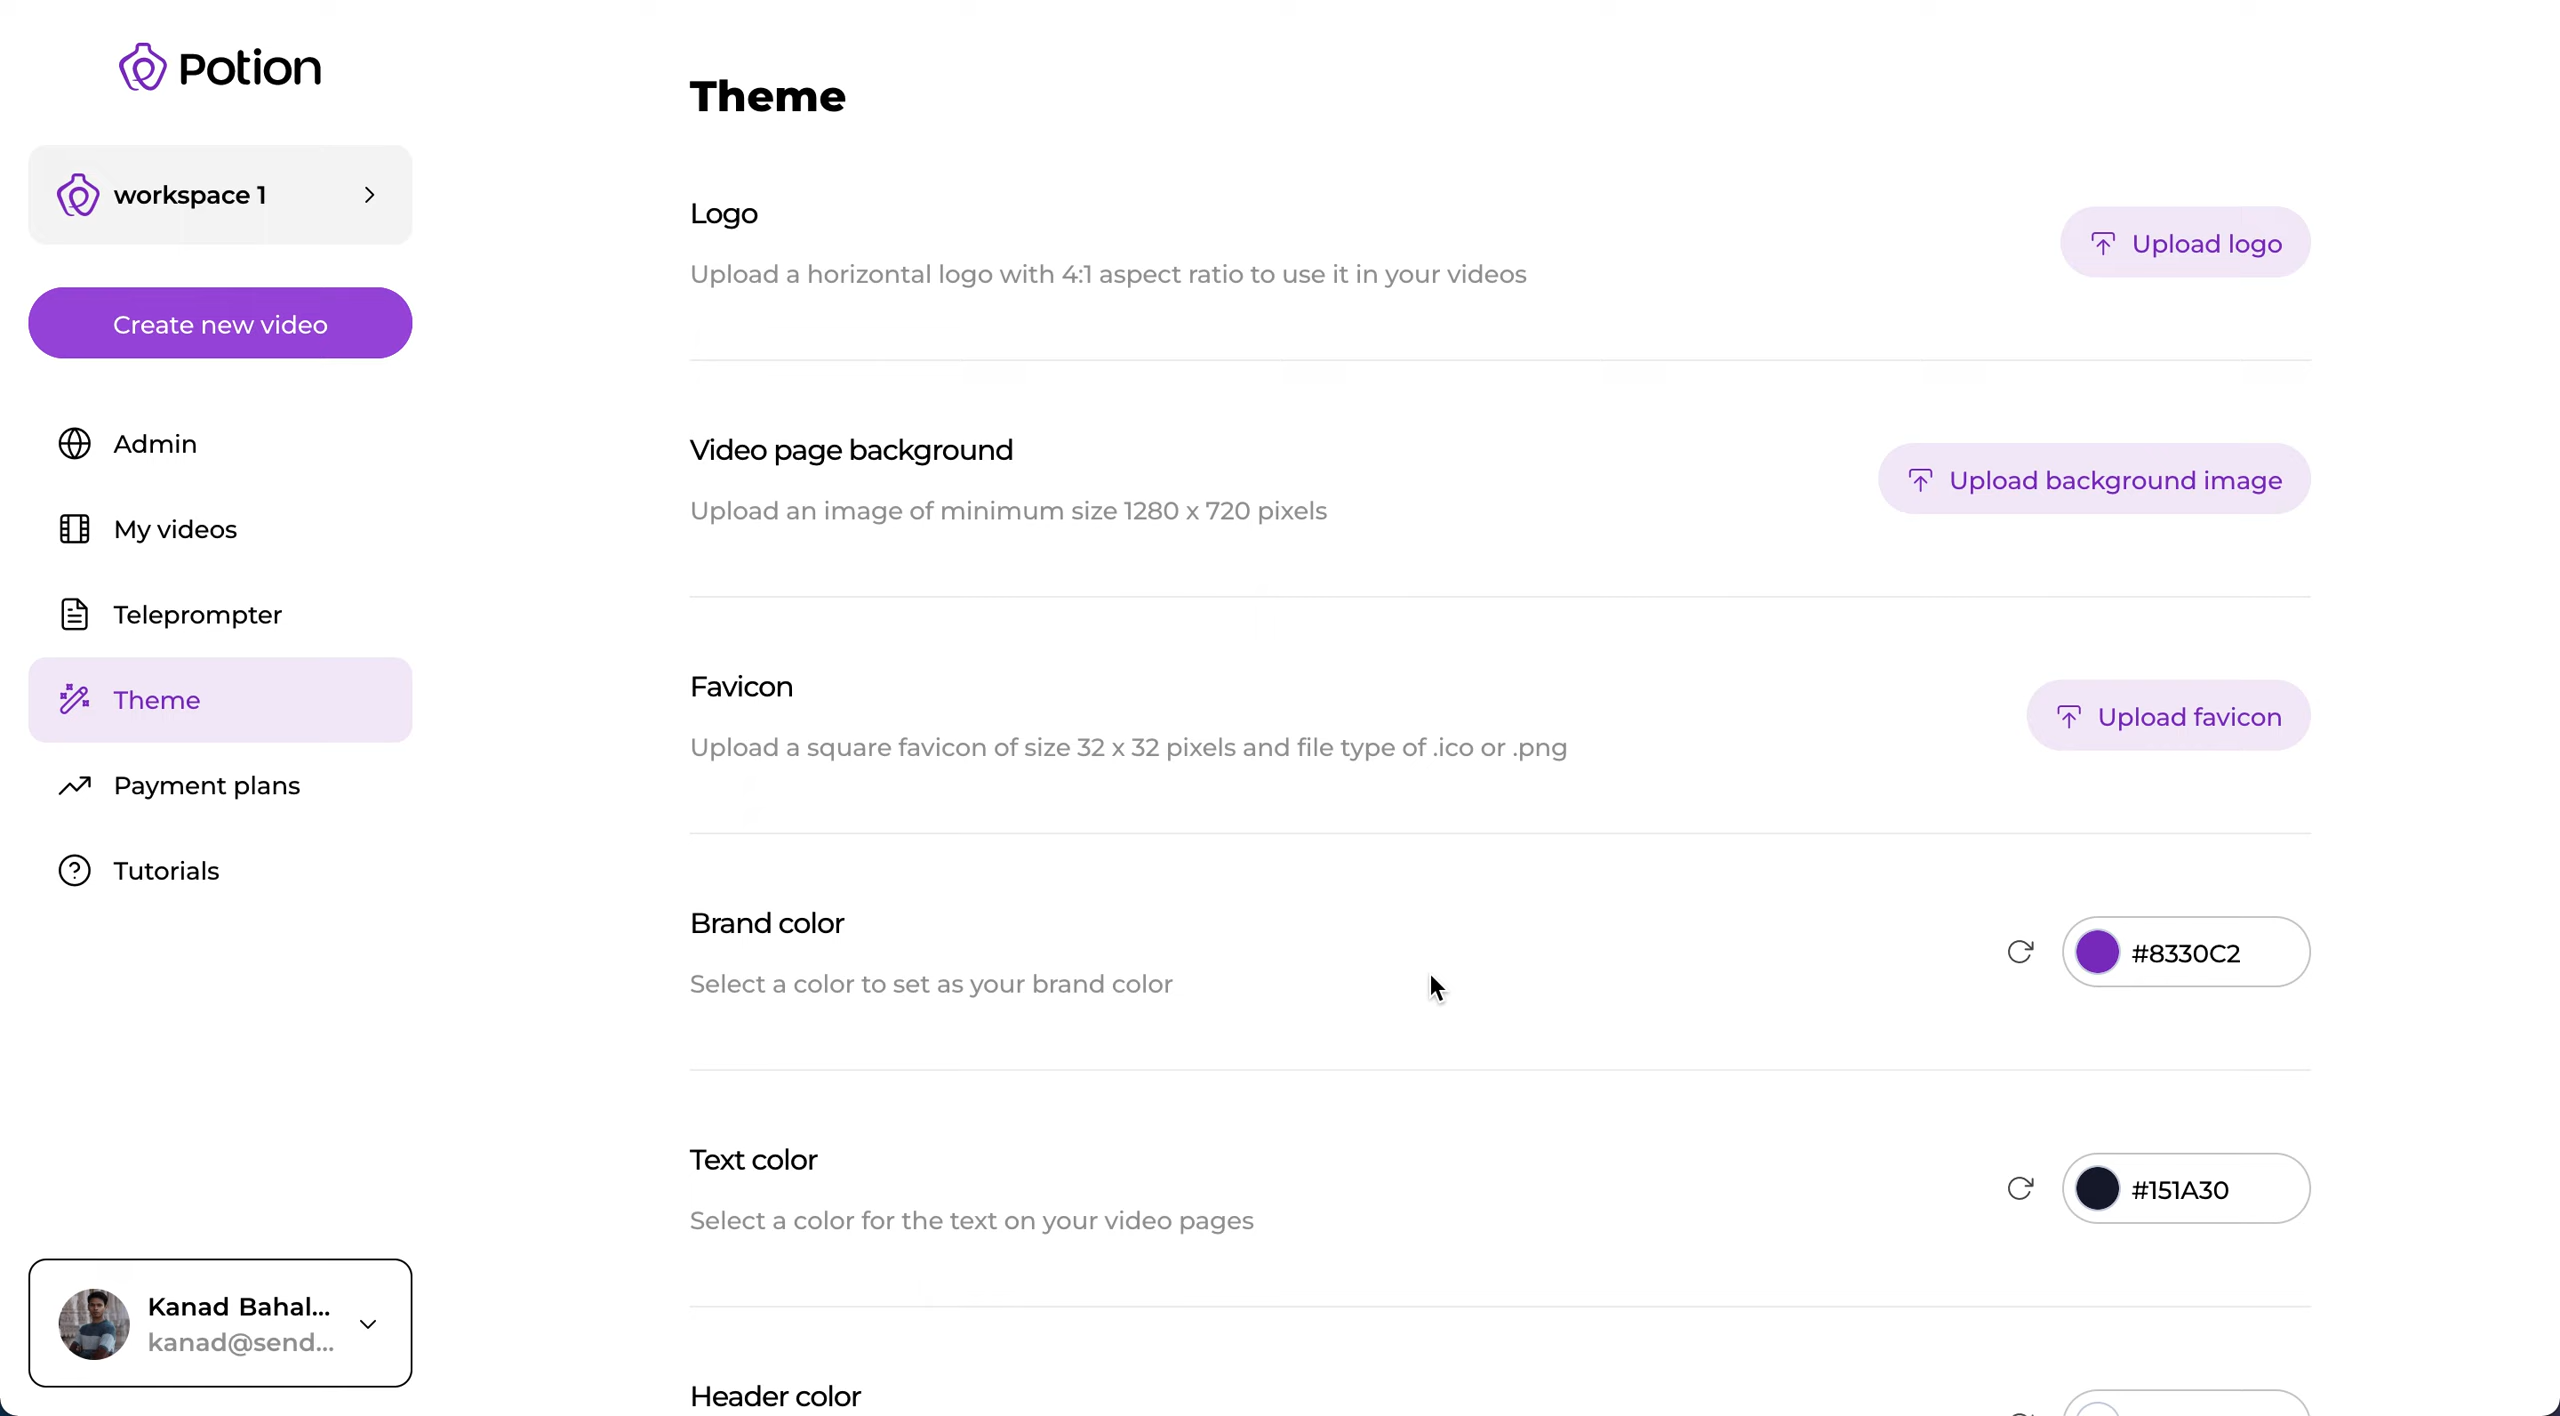 Potion
workspace 1
Create new video
Admin
My videos
Teleprompter
Theme
Payment plans
Tutorials
Kanad Bahal...
kanad@send...
Theme
Logo
Upload a horizontal logo with 4:1 aspect ratio to use it in your videos
Upload logo
Video page background
Upload an image of minimum size 1280 x 720 pixels
Upload background image
Favicon
Upload a square favicon of size 32 x 32 pixels and file type of .ico or .png
Upload favicon
Brand color
Select a color to set as your brand color
#8330C2
Text color
Select a color for the text on your video pages
#151A30
Header color